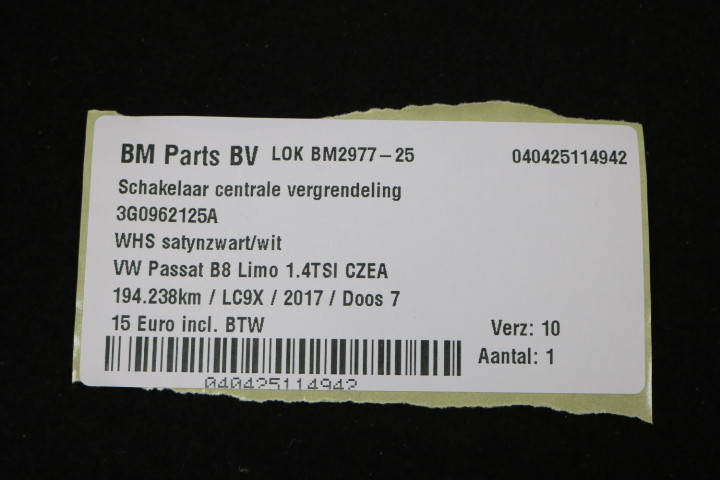 BM Parts BV LOK BM2977-25 040425114942
Schakelaar centrale vergrendeling
3G0962125A
WHS satynzwart/wit
VW Passat B8 Limo 1.4TSI CZEA
194.238km / LC9X / 2017 / Doos 7
15 Euro incl. BTW Verz: 10
Aantal: 1
040425114942